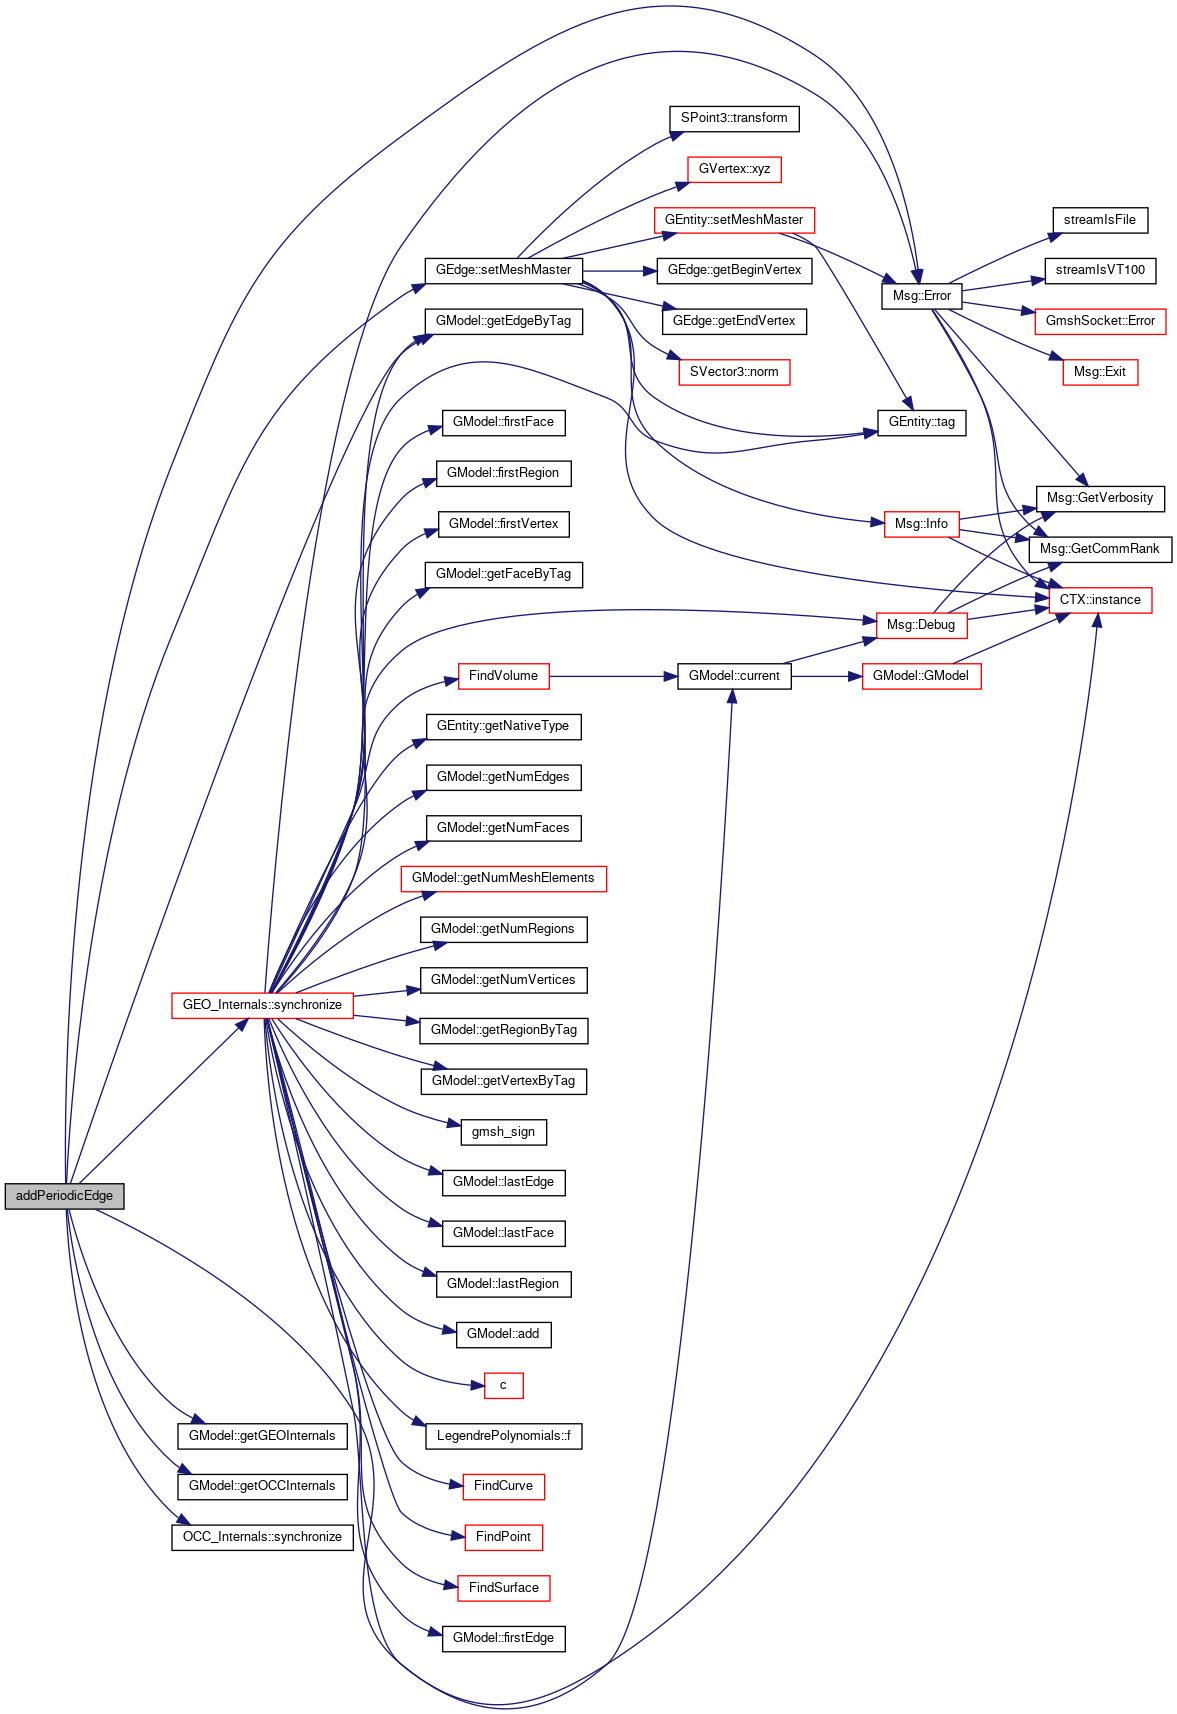 SPoint3::transform
GVertex::xyz
GEntity::setMeshMaster
streamIsFile
GEdge::setMeshMaster
GEdge::getBeginVertex
streamIsVT100
Msg::Error
GModel::getEdgeByTag
GEdge::getEndVertex
GmshSocket::Error
SVector3::norm
Msg::Exit
GModel::firstFace
GEntity::tag
GModel::firstRegion
Msg::GetVerbosity
GModel::firstVertex
Msg::Info
Msg::GetCommRank
GModel::getFaceByTag
CTX::instance
Msg::Debug
FindVolume
GModel::current
GModel::GModel
GEntity::getNativeType
GModel::getNumEdges
GModel::getNumFaces
GModel::getNumMeshElements
GModel::getNumRegions
GModel::getNumVertices
GEO_Internals::synchronize
GModel::getRegionByTag
GModel::getVertexByTag
gmsh_sign
GModel::lastEdge
addPeriodicEdge
GModel::lastFace
GModel::lastRegion
GModel::add
c
GModel::getGEOInternals
LegendrePolynomials::f
GModel::getOCCInternals
FindCurve
OCC_Internals::synchronize
FindPoint
FindSurface
GModel::firstEdge